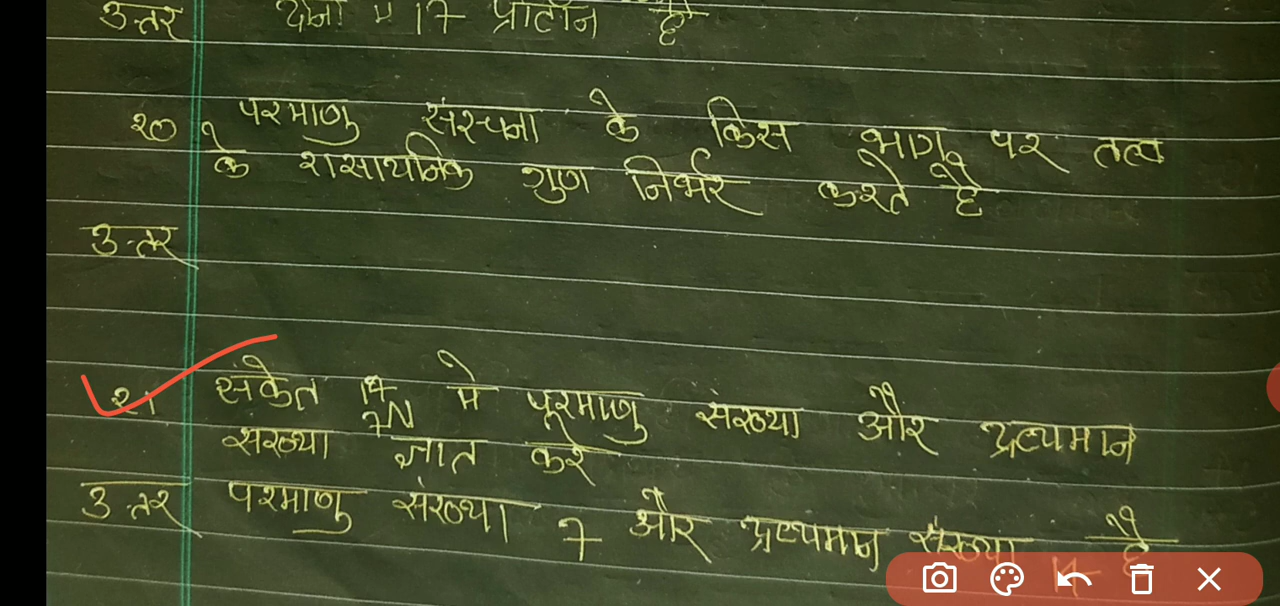 उत्तर दोनों में 17 प्रोटॉन है
२० परमाणु संरचना के किस भाग पर तत्व
के रासायनिक गुण निर्भर करते है
उत्तर
२१ संकेत ¹⁴₇N मे परमाणु संख्या और द्रव्यमान
संख्या ज्ञात करे
उत्तर परमाणु संख्या 7 और द्रव्यमान संख्या 14 है